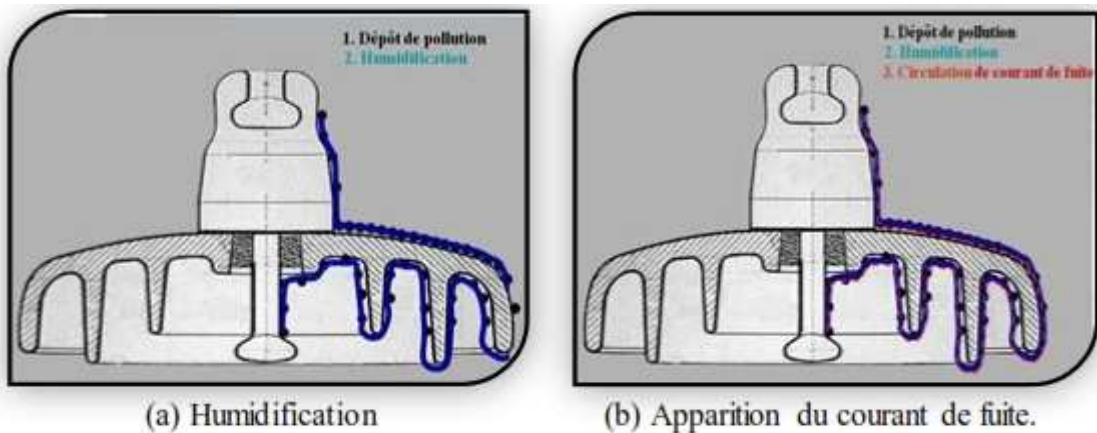 1. Dépôt de pollution
2. Humidification
1. Dépôt de pollution
2. Humidification
3. Circulation de courant de fuite
(a) Humidification
(b) Apparition du courant de fuite.